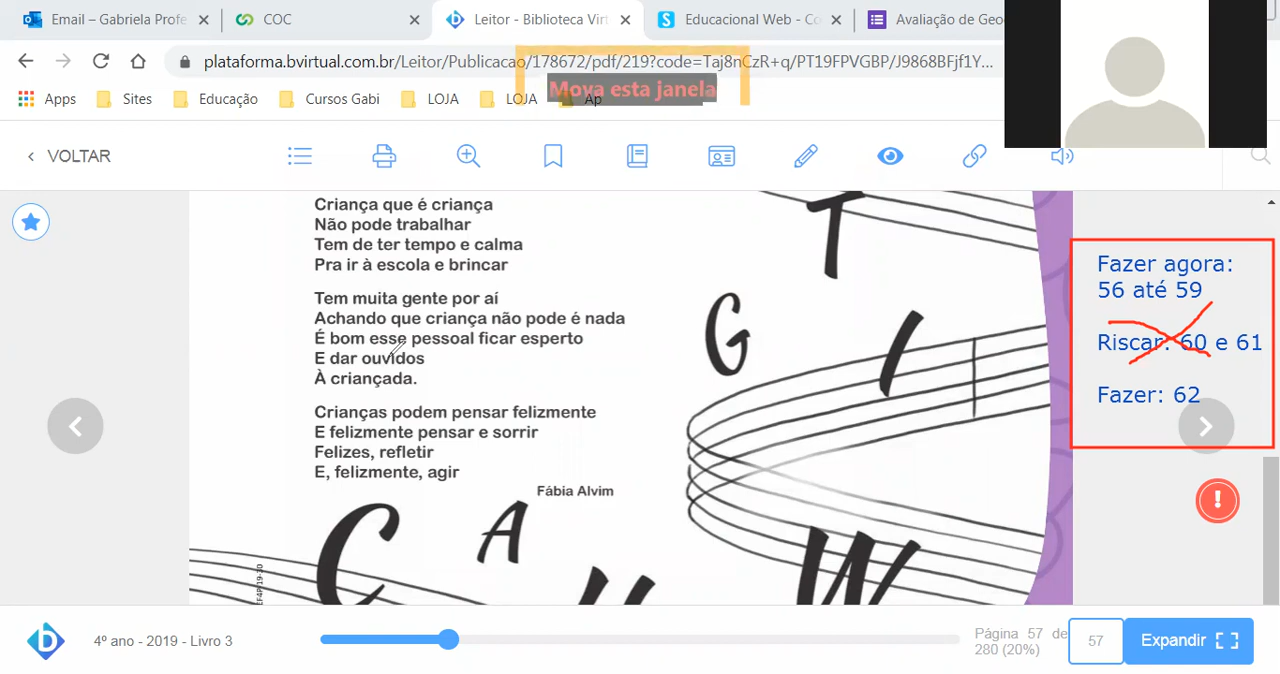 Email – Gabriela Profe
COC
Leitor - Biblioteca Virt
Educacional Web - Co
Avaliação de Geo
plataforma.bvirtual.com.br/Leitor/Publicacao/178672/pdf/219?code=Taj8nCzR+q/PT19FPVGBP/J9868BFjf1Y...
Mova esta janela
Apps
Sites
Educação
Cursos Gabi
LOJA
LOJA
Ap
VOLTAR
Criança que é criança
Não pode trabalhar
Tem de ter tempo e calma
Pra ir à escola e brincar
Tem muita gente por aí
Achando que criança não pode é nada
É bom esse pessoal ficar esperto
E dar ouvidos
À criançada.
Crianças podem pensar felizmente
E felizmente pensar e sorrir
Felizes, refletir
E, felizmente, agir
Fábia Alvim
T
G
I
C
A
W
Fazer agora:
56 até 59
Riscar: 60 e 61
Fazer: 62
4º ano - 2019 - Livro 3
Página 57 de
280 (20%)
57
Expandir